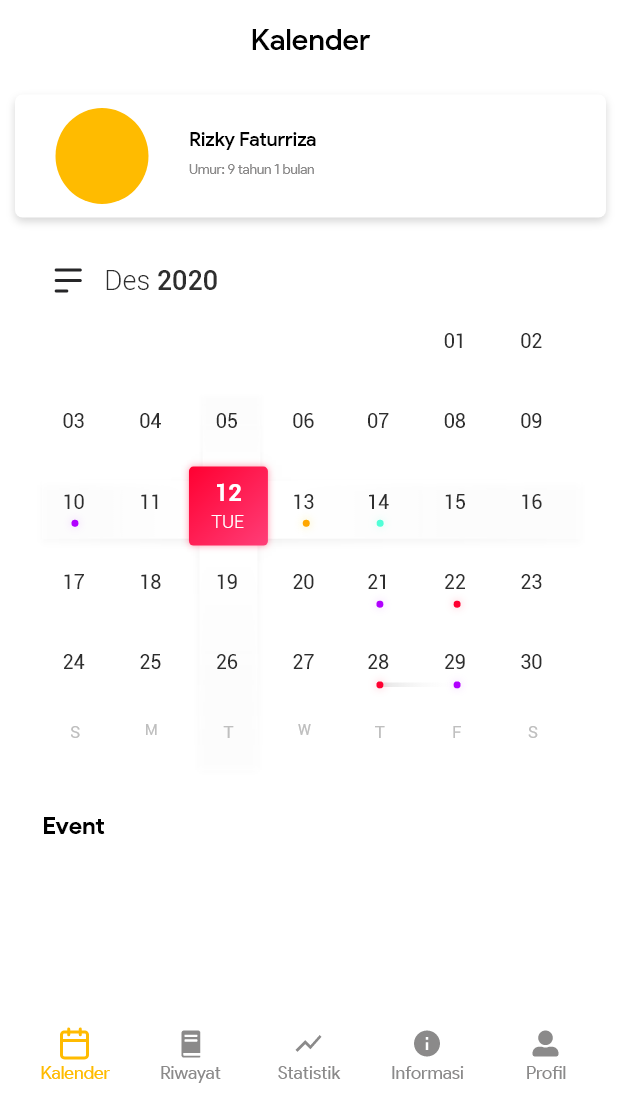 Kalender
Rizky Faturriza
Umur: 9 tahun 1 bulan
Des 2020
01 02
03 04 05 06 07 08 09
10 11 12 13 14 15 16
TUE
17 18 19 20 21 22 23
24 25 26 27 28 29 30
S M T W T F S
Event
Kalender Riwayat Statistik Informasi Profil